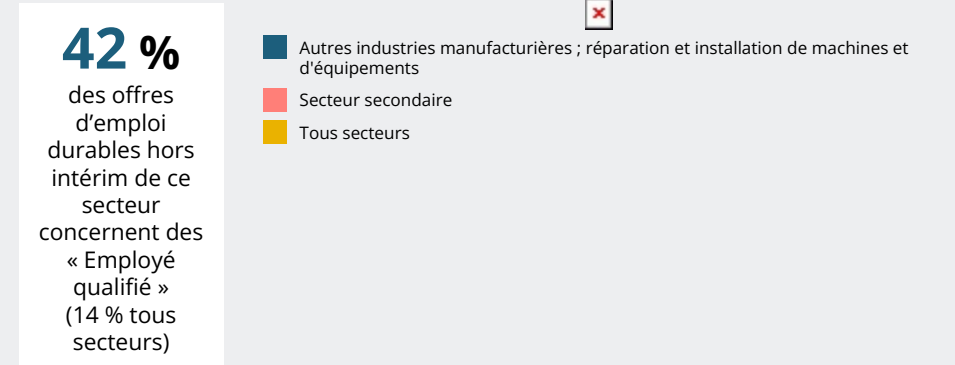 42 %
des offres
d’emploi
durables hors
intérim de ce
secteur
concernent des
« Employé
qualifié »
(14 % tous
secteurs)
Autres industries manufacturières ; réparation et installation de machines et
d'équipements
Secteur secondaire
Tous secteurs